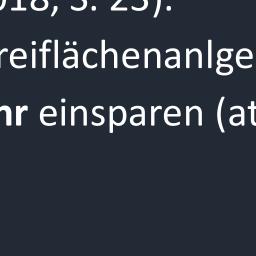 018, S. 23).
reiflächenanlge
hr einsparen (at